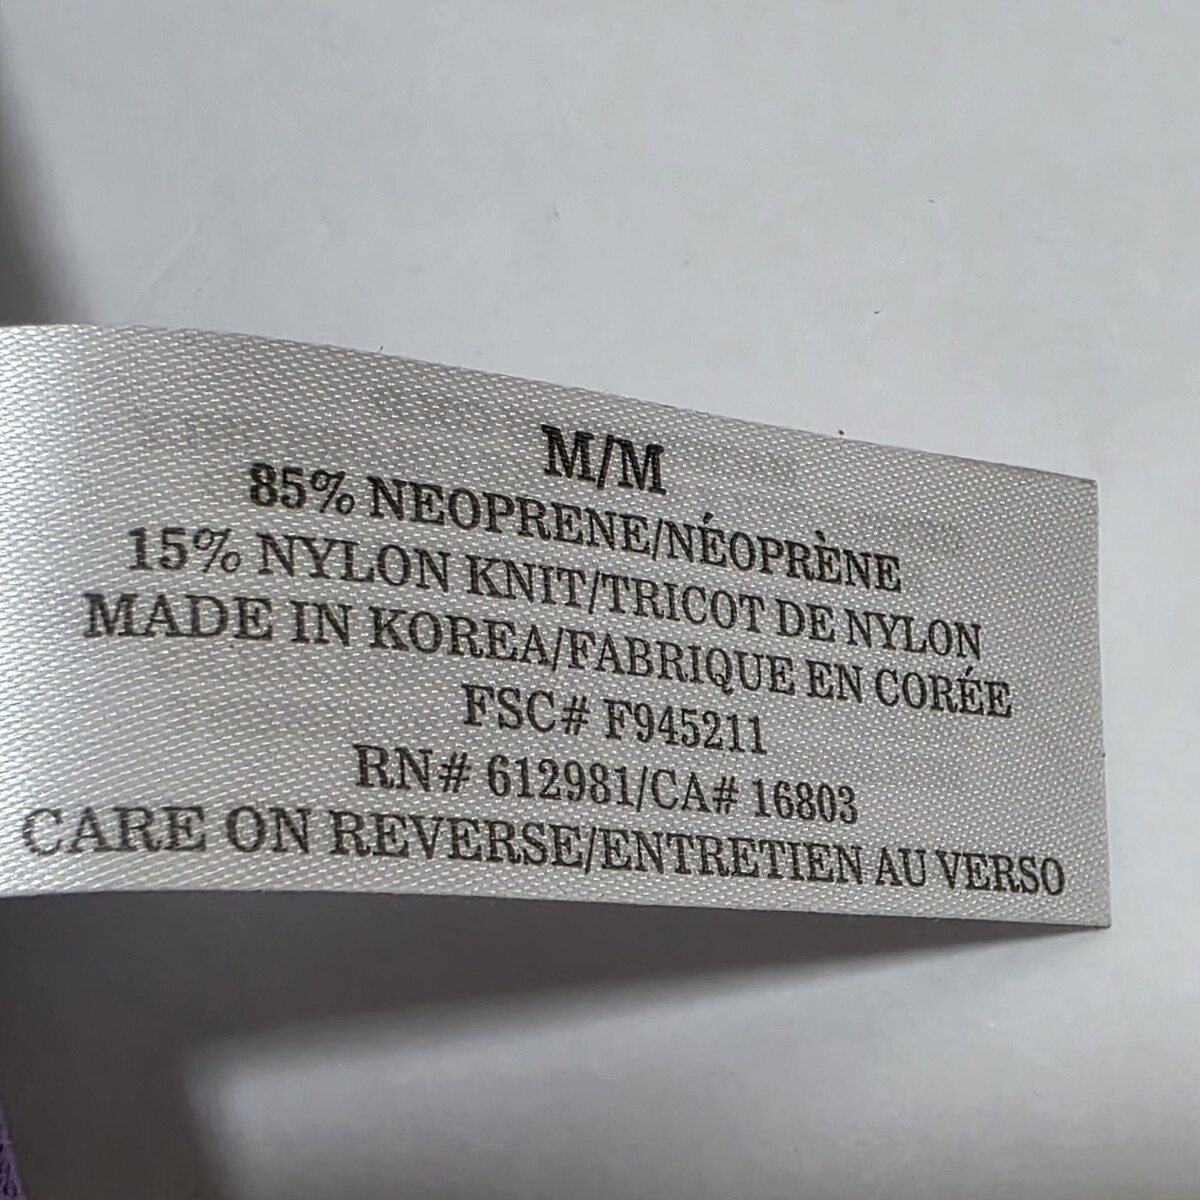 M/M
85% NEOPRENE/NÉOPRÈNE
15% NYLON KNIT/TRICOT DE NYLON
MADE IN KOREA/FABRIQUE EN CORÉE
FSC# F945211
RN# 612981/CA# 16803
CARE ON REVERSE/ENTRETIEN AU VERSO